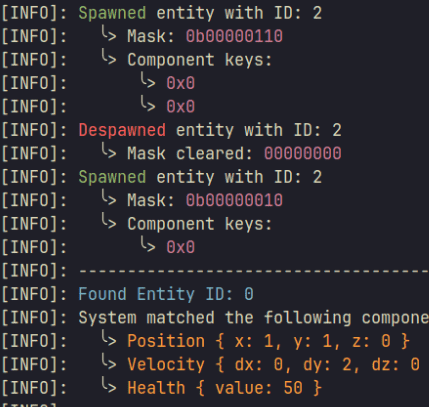 [INFO]: Spawned entity with ID: 2
[INFO]: ╰> Mask: 0b00000110
[INFO]: ╰> Component keys:
[INFO]: ╰> 0x0
[INFO]: ╰> 0x0
[INFO]: Despawned entity with ID: 2
[INFO]: ╰> Mask cleared: 00000000
[INFO]: Spawned entity with ID: 2
[INFO]: ╰> Mask: 0b00000010
[INFO]: ╰> Component keys:
[INFO]: ╰> 0x0
[INFO]: ------------------------------------
[INFO]: Found Entity ID: 0
[INFO]: System matched the following compone
[INFO]: ╰> Position { x: 1, y: 1, z: 0 }
[INFO]: ╰> Velocity { dx: 0, dy: 2, dz: 0
[INFO]: ╰> Health { value: 50 }